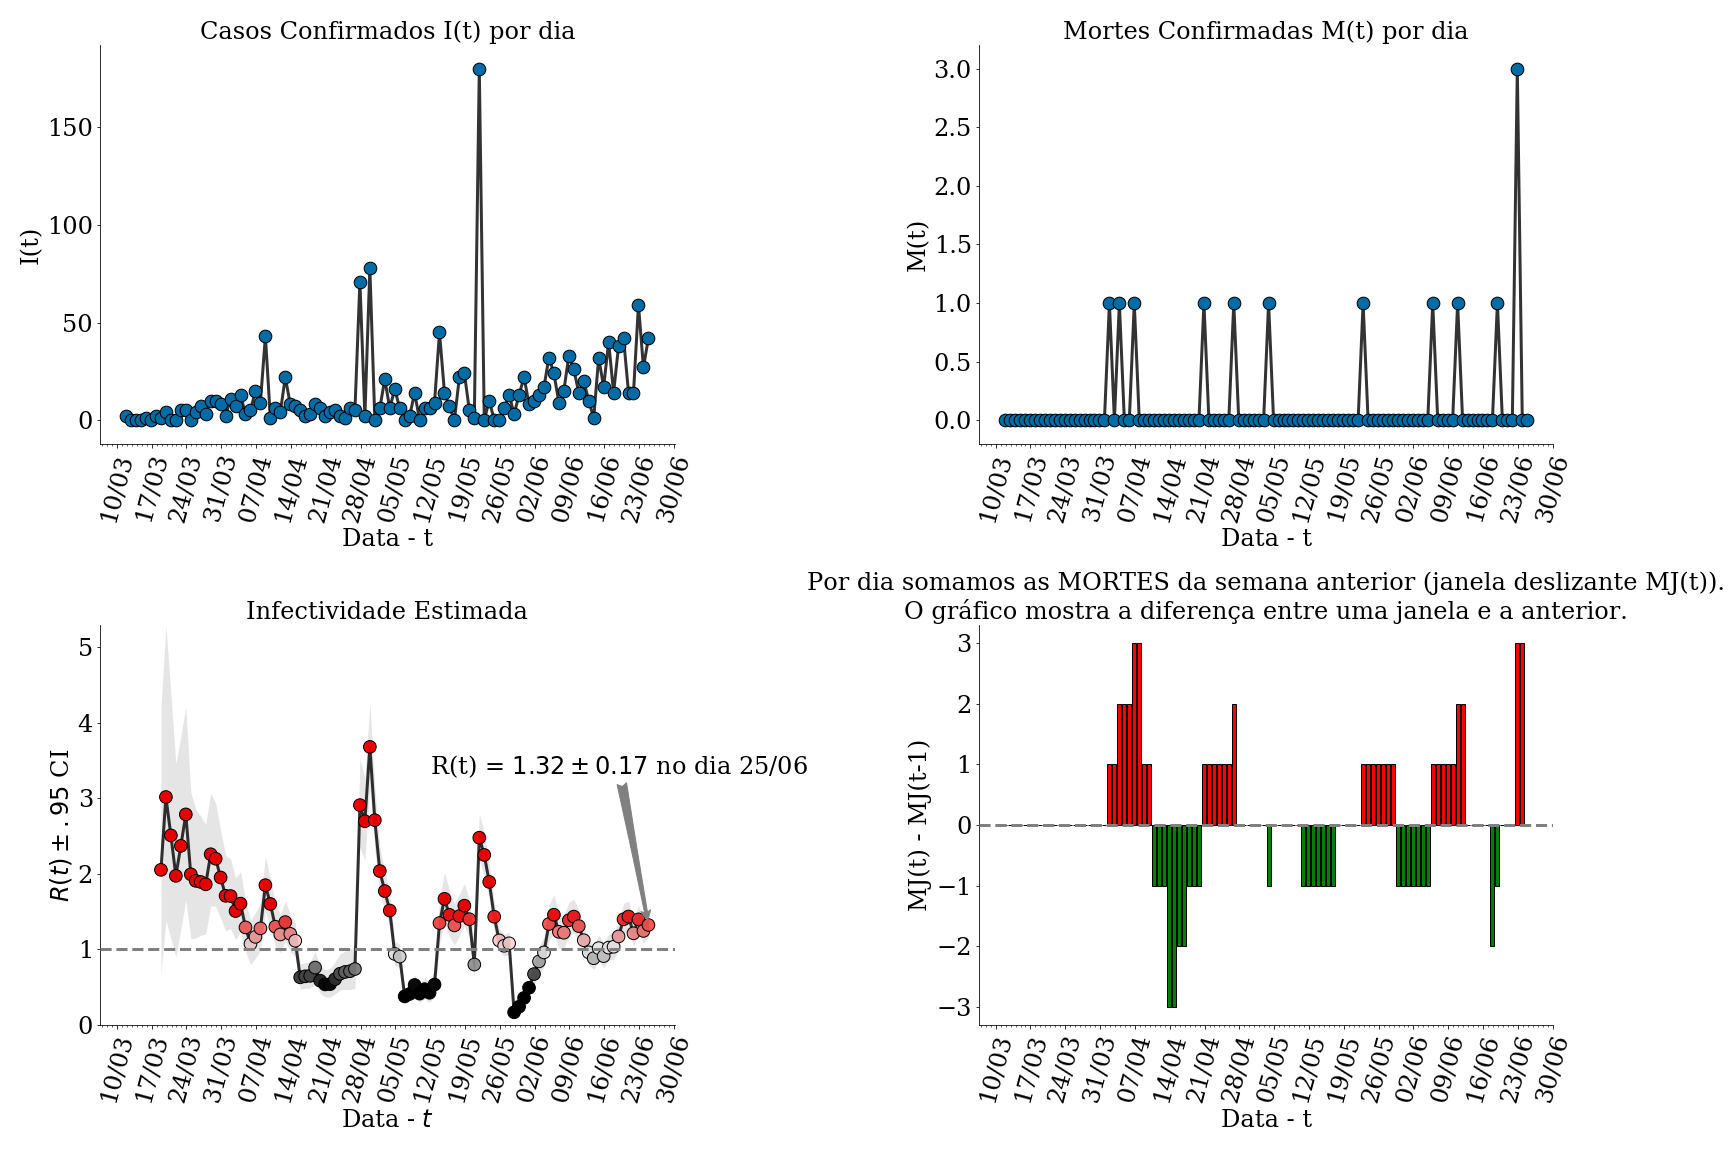 Casos Confirmados I(t) por dia
I(t)
150
100
50
0
10/03 17/03 24/03 31/03 07/04 14/04 21/04 28/04 05/05 12/05 19/05 26/05 02/06 09/06 16/06 23/06 30/06
Data - t
Mortes Confirmadas M(t) por dia
M(t)
3.0
2.5
2.0
1.5
1.0
0.5
0.0
10/03 17/03 24/03 31/03 07/04 14/04 21/04 28/04 05/05 12/05 19/05 26/05 02/06 09/06 16/06 23/06 30/06
Data - t
Infectividade Estimada
R(t) ± .95 CI
5
4
3
2
1
0
R(t) = 1.32 ± 0.17 no dia 25/06
10/03 17/03 24/03 31/03 07/04 14/04 21/04 28/04 05/05 12/05 19/05 26/05 02/06 09/06 16/06 23/06 30/06
Data - t
Por dia somamos as MORTES da semana anterior (janela deslizante MJ(t)).
O gráfico mostra a diferença entre uma janela e a anterior.
MJ(t) - MJ(t-1)
3
2
1
0
−1
−2
−3
10/03 17/03 24/03 31/03 07/04 14/04 21/04 28/04 05/05 12/05 19/05 26/05 02/06 09/06 16/06 23/06 30/06
Data - t